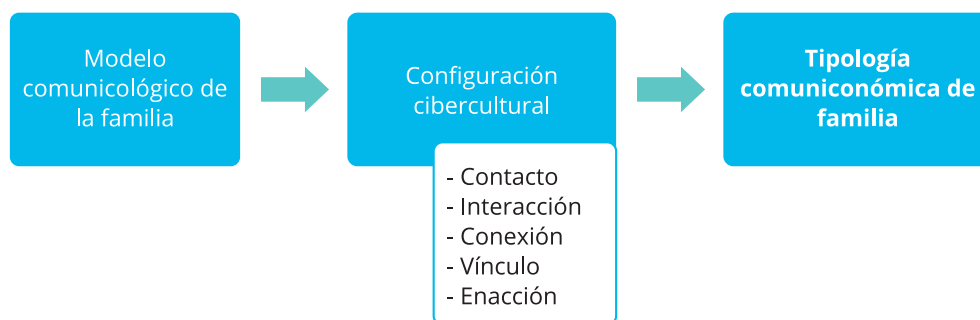 Modelo
comunicológico de
la familia
Configuración
cibercultural
- Contacto
- Interacción
- Conexión
- Vínculo
- Enacción
Tipología
comuniconómica de
familia